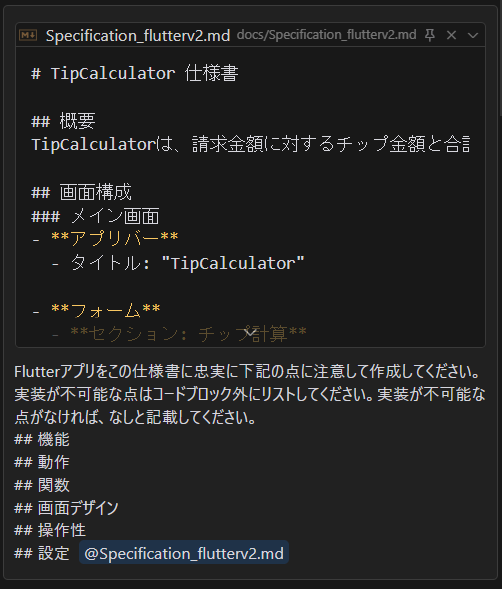 Specification_flutterv2.md docs/Specification_flutterv2.md
# TipCalculator 仕様書
## 概要
TipCalculatorは、請求金額に対するチップ金額と合計
## 画面構成
### メイン画面
- **アプリバー**
- タイトル: "TipCalculator"
- **フォーム**
- **セクション: チップ計算**
Flutterアプリをこの仕様書に忠実に下記の点に注意して作成してください。
実装が不可能な点はコードブロック外にリストしてください。実装が不可能な
点がなければ、なしと記載してください。
## 機能
## 動作
## 関数
## 画面デザイン
## 操作性
## 設定 @Specification_flutterv2.md